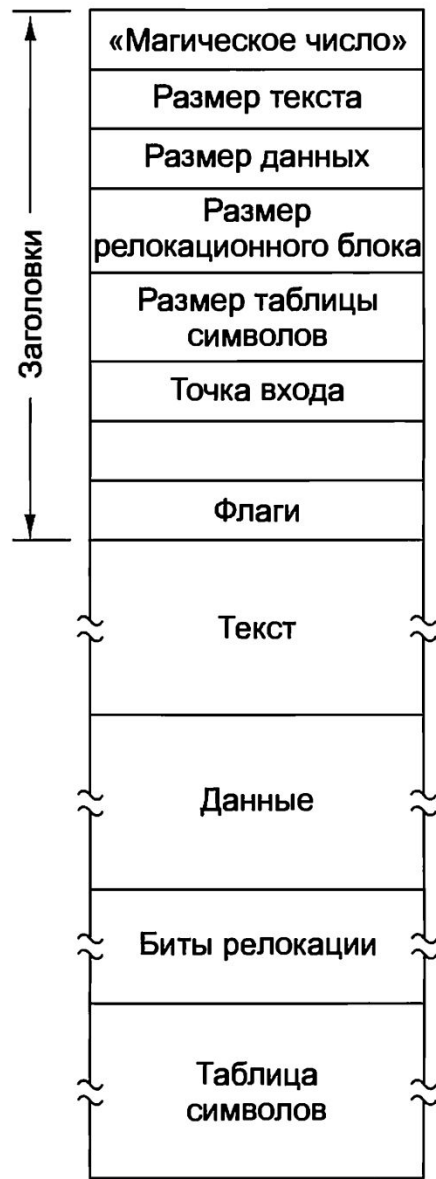 Заголовки
«Магическое число»
Размер текста
Размер данных
Размер
релокационного блока
Размер таблицы
символов
Точка входа
Флаги
Текст
Данные
Биты релокации
Таблица
символов